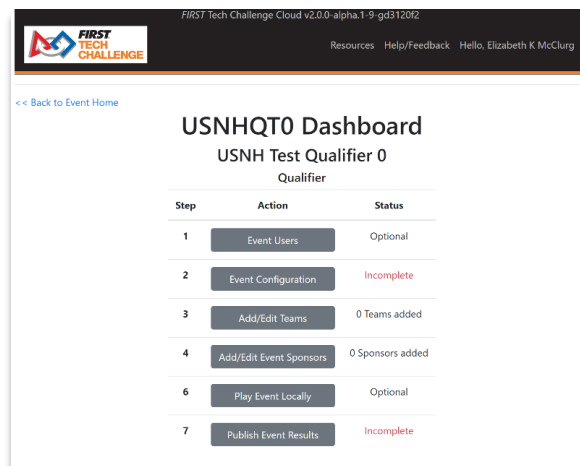 FIRST Tech Challenge Cloud v2.0.0-alpha.1-9-gd3120f2
FIRST
TECH
CHALLENGE
Resources Help/Feedback Hello, Elizabeth K McClurg
<< Back to Event Home
USNHQT0 Dashboard
USNH Test Qualifier 0
Qualifier
Step Action Status
1 Event Users Optional
2 Event Configuration Incomplete
3 Add/Edit Teams 0 Teams added
4 Add/Edit Event Sponsors 0 Sponsors added
6 Play Event Locally Optional
7 Publish Event Results Incomplete